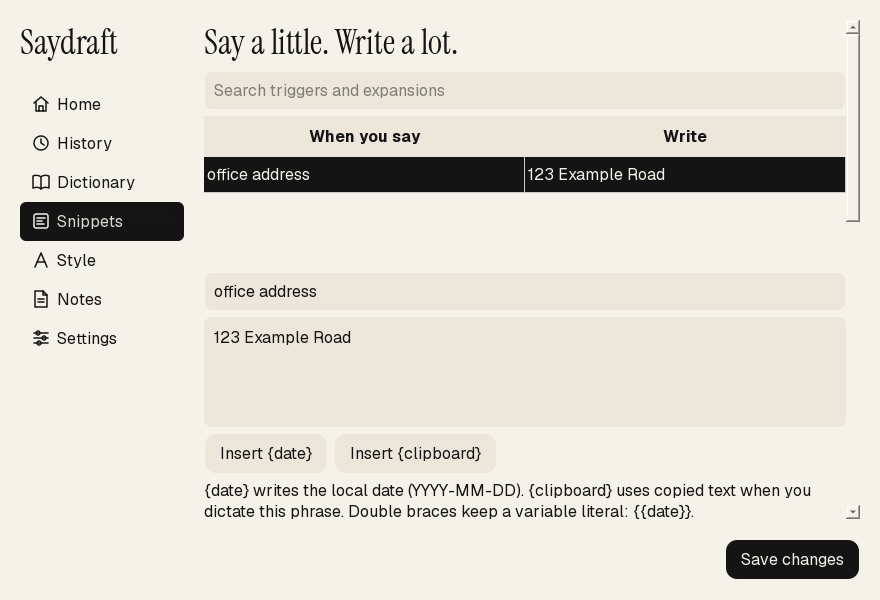 Saydraft
Home
History
Dictionary
Snippets
Style
Notes
Settings
Say a little. Write a lot.
Search triggers and expansions
When you say Write
office address 123 Example Road
office address
123 Example Road
Insert {date} Insert {clipboard}
{date} writes the local date (YYYY-MM-DD). {clipboard} uses copied text when you
dictate this phrase. Double braces keep a variable literal: {{date}}.
Save changes